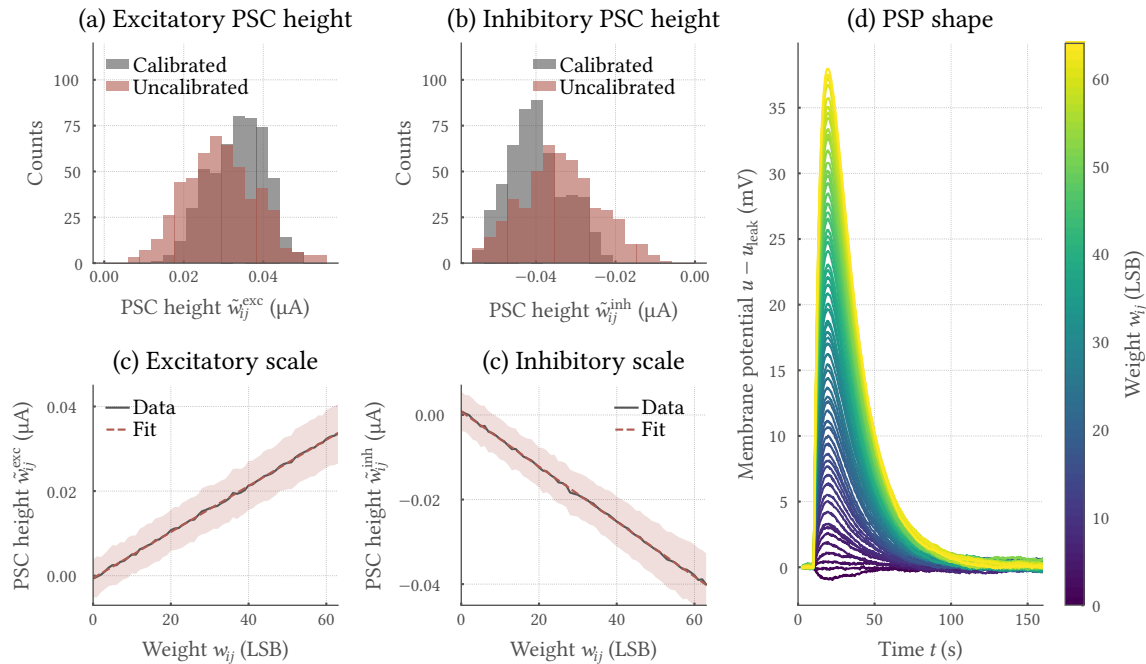 (a) Excitatory PSC height
Calibrated
Uncalibrated
100
75
50
25
0
Counts
0.00
0.02
0.04
PSC height w̃ᵢⱼᵉˣᶜ (µA)
(b) Inhibitory PSC height
Calibrated
Uncalibrated
100
75
50
25
0
Counts
−0.04
−0.02
0.00
PSC height w̃ᵢⱼⁱⁿʰ (µA)
(c) Excitatory scale
Data
Fit
0.04
0.02
0.00
PSC height w̃ᵢⱼᵉˣᶜ (µA)
0
20
40
60
Weight wᵢⱼ (LSB)
(c) Inhibitory scale
Data
Fit
0.00
−0.02
−0.04
PSC height w̃ᵢⱼⁱⁿʰ (µA)
0
20
40
60
Weight wᵢⱼ (LSB)
(d) PSP shape
35
30
25
20
15
10
5
0
Membrane potential u − u_leak (mV)
0
50
100
150
Time t (s)
60
50
40
30
20
10
0
Weight wᵢⱼ (LSB)